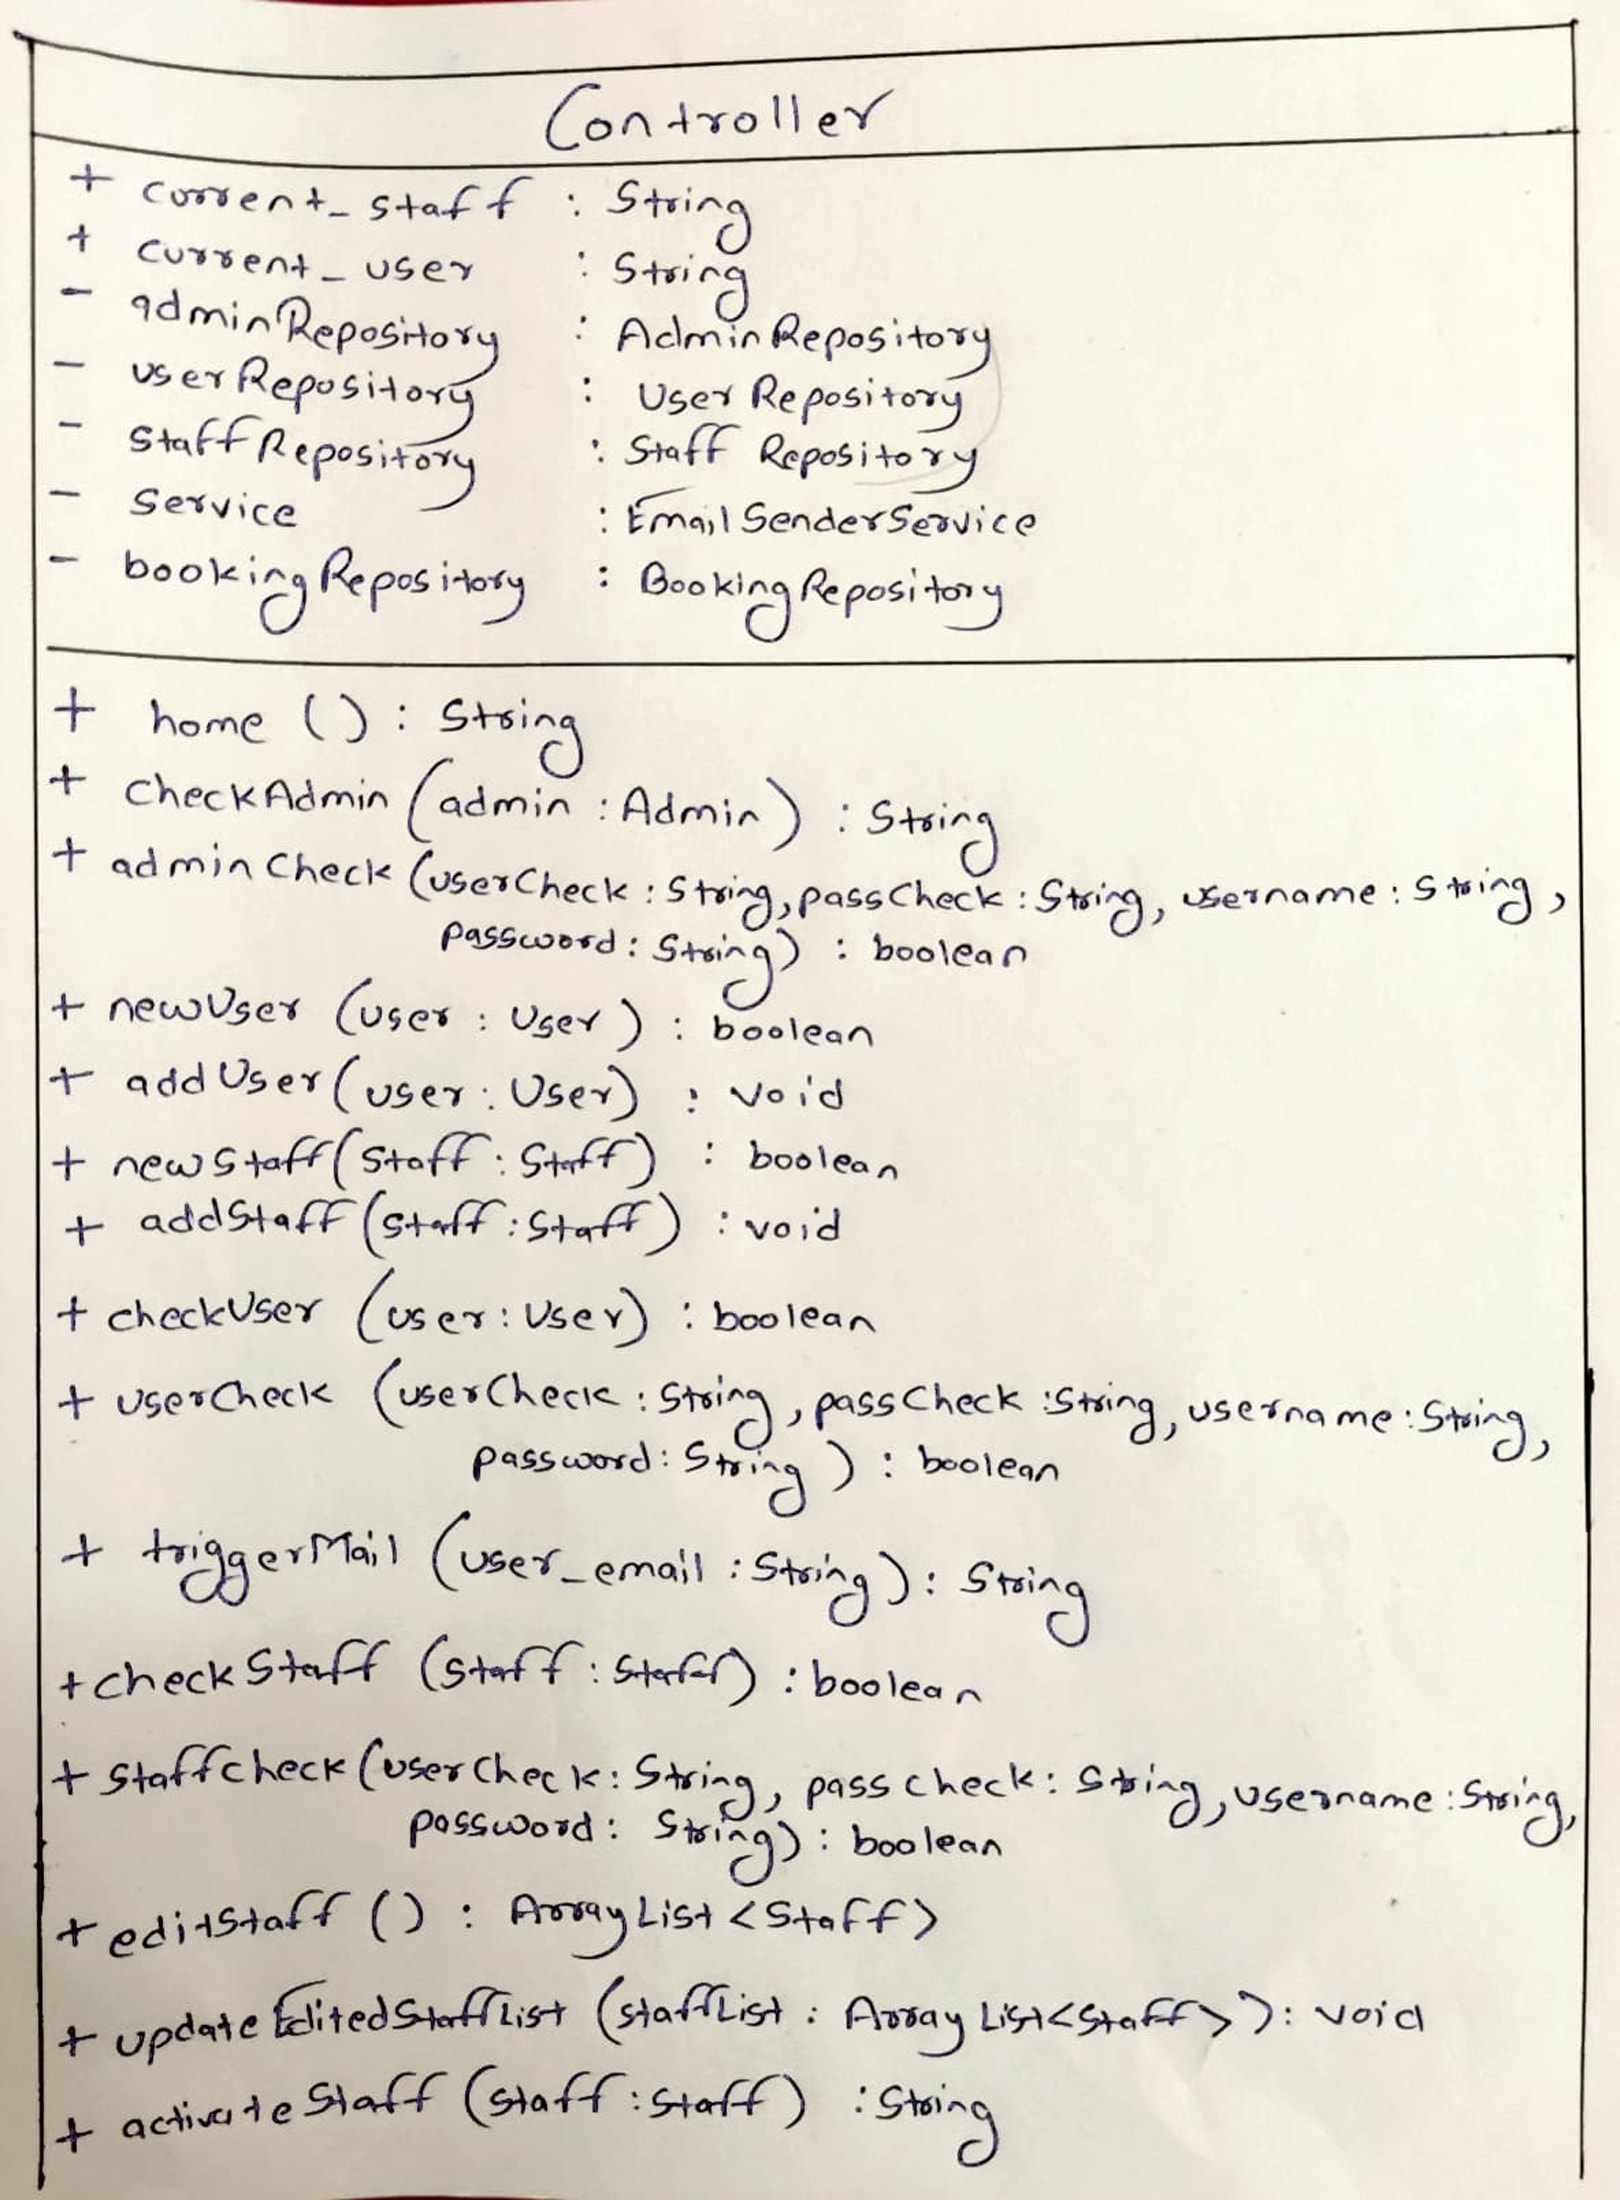 Controller
+ current_staff : String
+ current_user : String
- adminRepository : AdminRepository
- userRepository : UserRepository
- StaffRepository : Staff Repository
- Service : EmailSenderService
- bookingRepository : BookingRepository
+ home () : String
+ checkAdmin (admin : Admin) : String
+ adminCheck (userCheck : String, passCheck : String, username : String,
password : String) : boolean
+ newUser (user : User) : boolean
+ addUser (user : User) : void
+ newStaff (Staff : Staff) : boolean
+ addStaff (Staff : Staff) : void
+ checkUser (user : User) : boolean
+ userCheck (userCheck : String, passCheck : String, username : String,
password : String) : boolean
+ triggerMail (user_email : String) : String
+ checkStaff (Staff : Staff) : boolean
+ Staffcheck (userCheck : String, passcheck : String, username : String,
password : String) : boolean
+ editStaff () : ArrayList <Staff>
+ updateEditedStaffList (staffList : ArrayList<Staff>) : void
+ activateStaff (Staff : Staff) : String